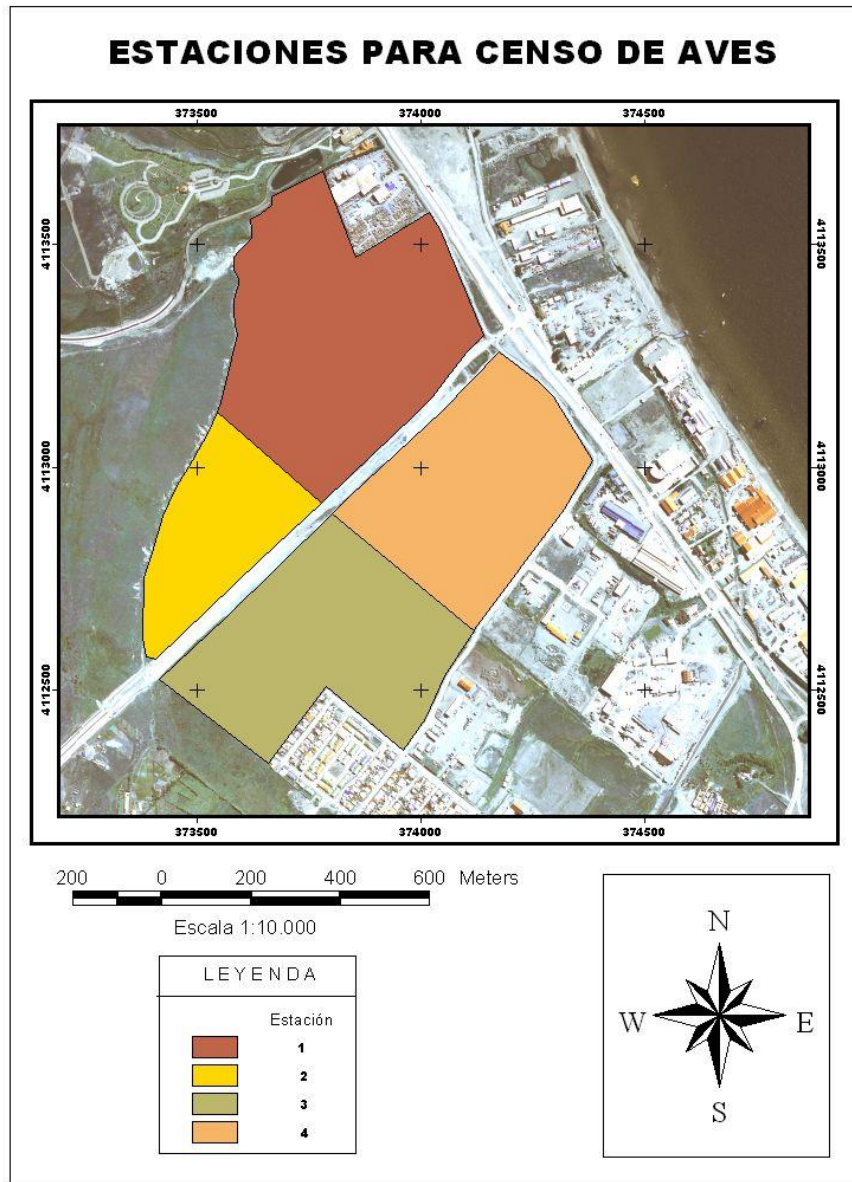 ESTACIONES PARA CENSO DE AVES
373500 374000 374500
4113500 4113500
4113000 4113000
4112500 4112500
373500 374000 374500
200 0 200 400 600 Meters
Escala 1:10.000
LEYENDA
Estación
1
2
3
4
N
W E
S